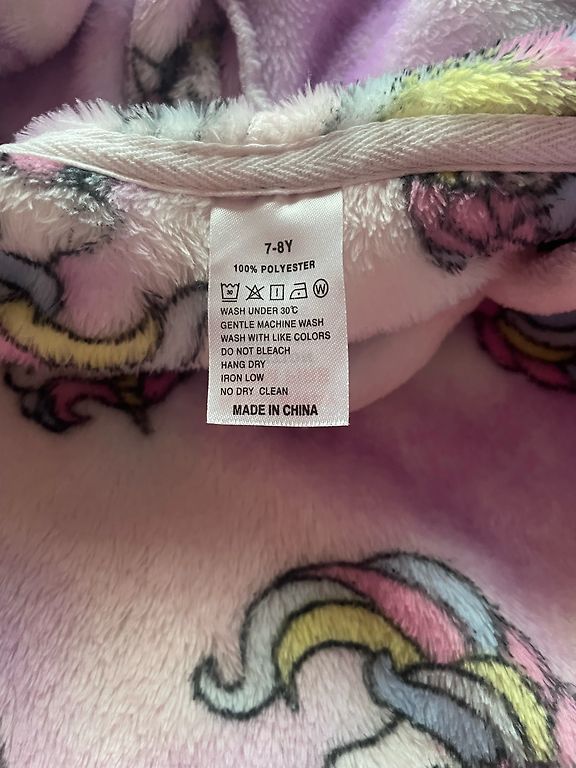 7-8Y
100% POLYESTER
30 W
WASH UNDER 30℃
GENTLE MACHINE WASH
WASH WITH LIKE COLORS
DO NOT BLEACH
HANG DRY
IRON LOW
NO DRY CLEAN
MADE IN CHINA